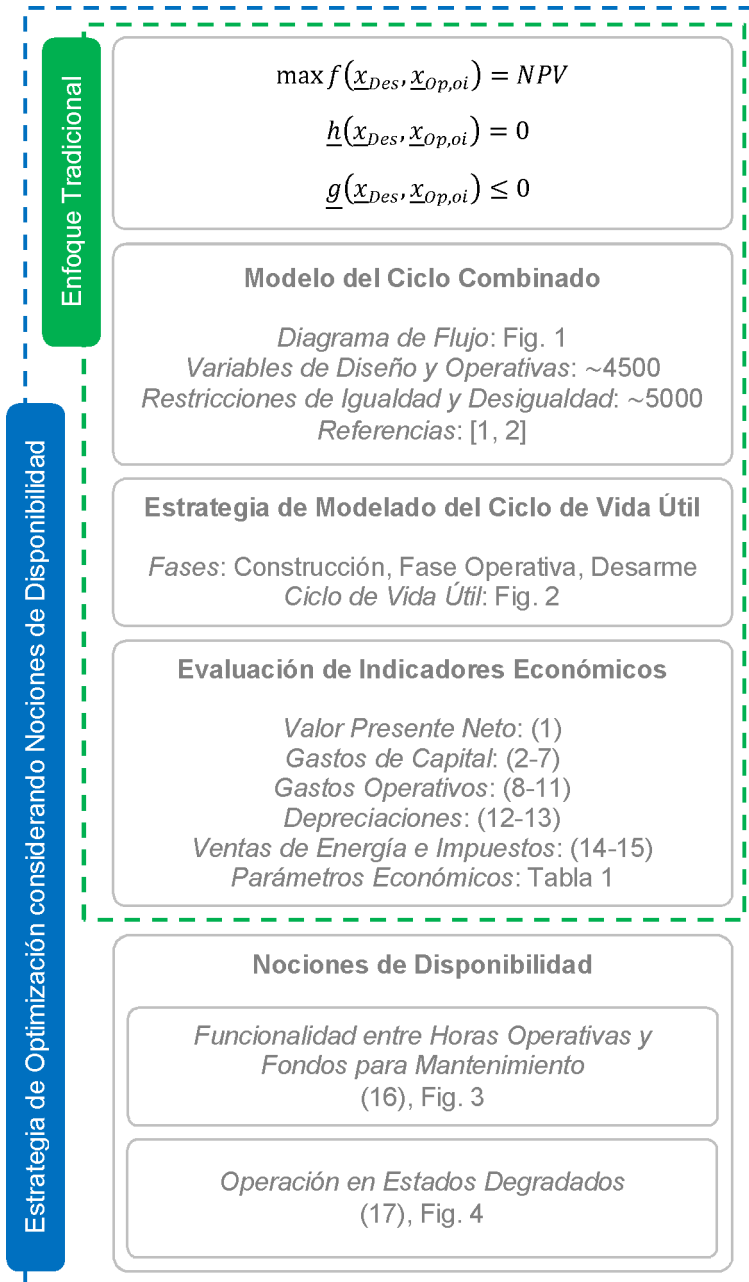 Enfoque Tradicional
max f(x_Des, x_Op,oi) = NPV
h(x_Des, x_Op,oi) = 0
g(x_Des, x_Op,oi) ≤ 0
Modelo del Ciclo Combinado
Diagrama de Flujo: Fig. 1
Variables de Diseño y Operativas: ~4500
Restricciones de Igualdad y Desigualdad: ~5000
Referencias: [1, 2]
Estrategia de Modelado del Ciclo de Vida Útil
Fases: Construcción, Fase Operativa, Desarme
Ciclo de Vida Útil: Fig. 2
Evaluación de Indicadores Económicos
Valor Presente Neto: (1)
Gastos de Capital: (2-7)
Gastos Operativos: (8-11)
Depreciaciones: (12-13)
Ventas de Energía e Impuestos: (14-15)
Parámetros Económicos: Tabla 1
Estrategia de Optimización considerando Nociones de Disponibilidad
Nociones de Disponibilidad
Funcionalidad entre Horas Operativas y
Fondos para Mantenimiento
(16), Fig. 3
Operación en Estados Degradados
(17), Fig. 4